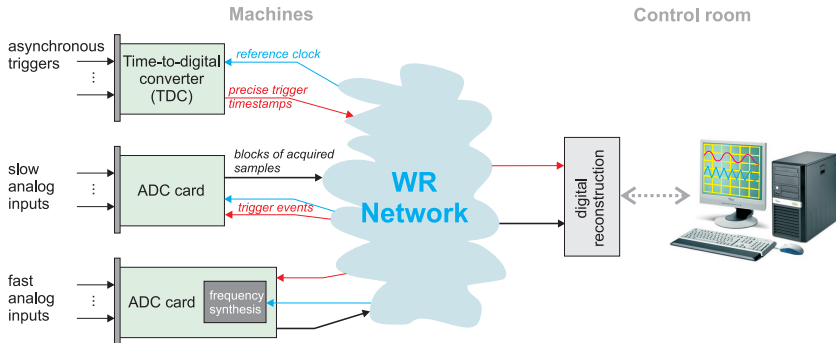 Machines
Control room
asynchronous
triggers
Time-to-digital
converter
(TDC)
reference clock
precise trigger
timestamps
slow
analog
inputs
ADC card
blocks of acquired
samples
trigger events
WR
Network
digital
reconstruction
fast
analog
inputs
ADC card
frequency
synthesis